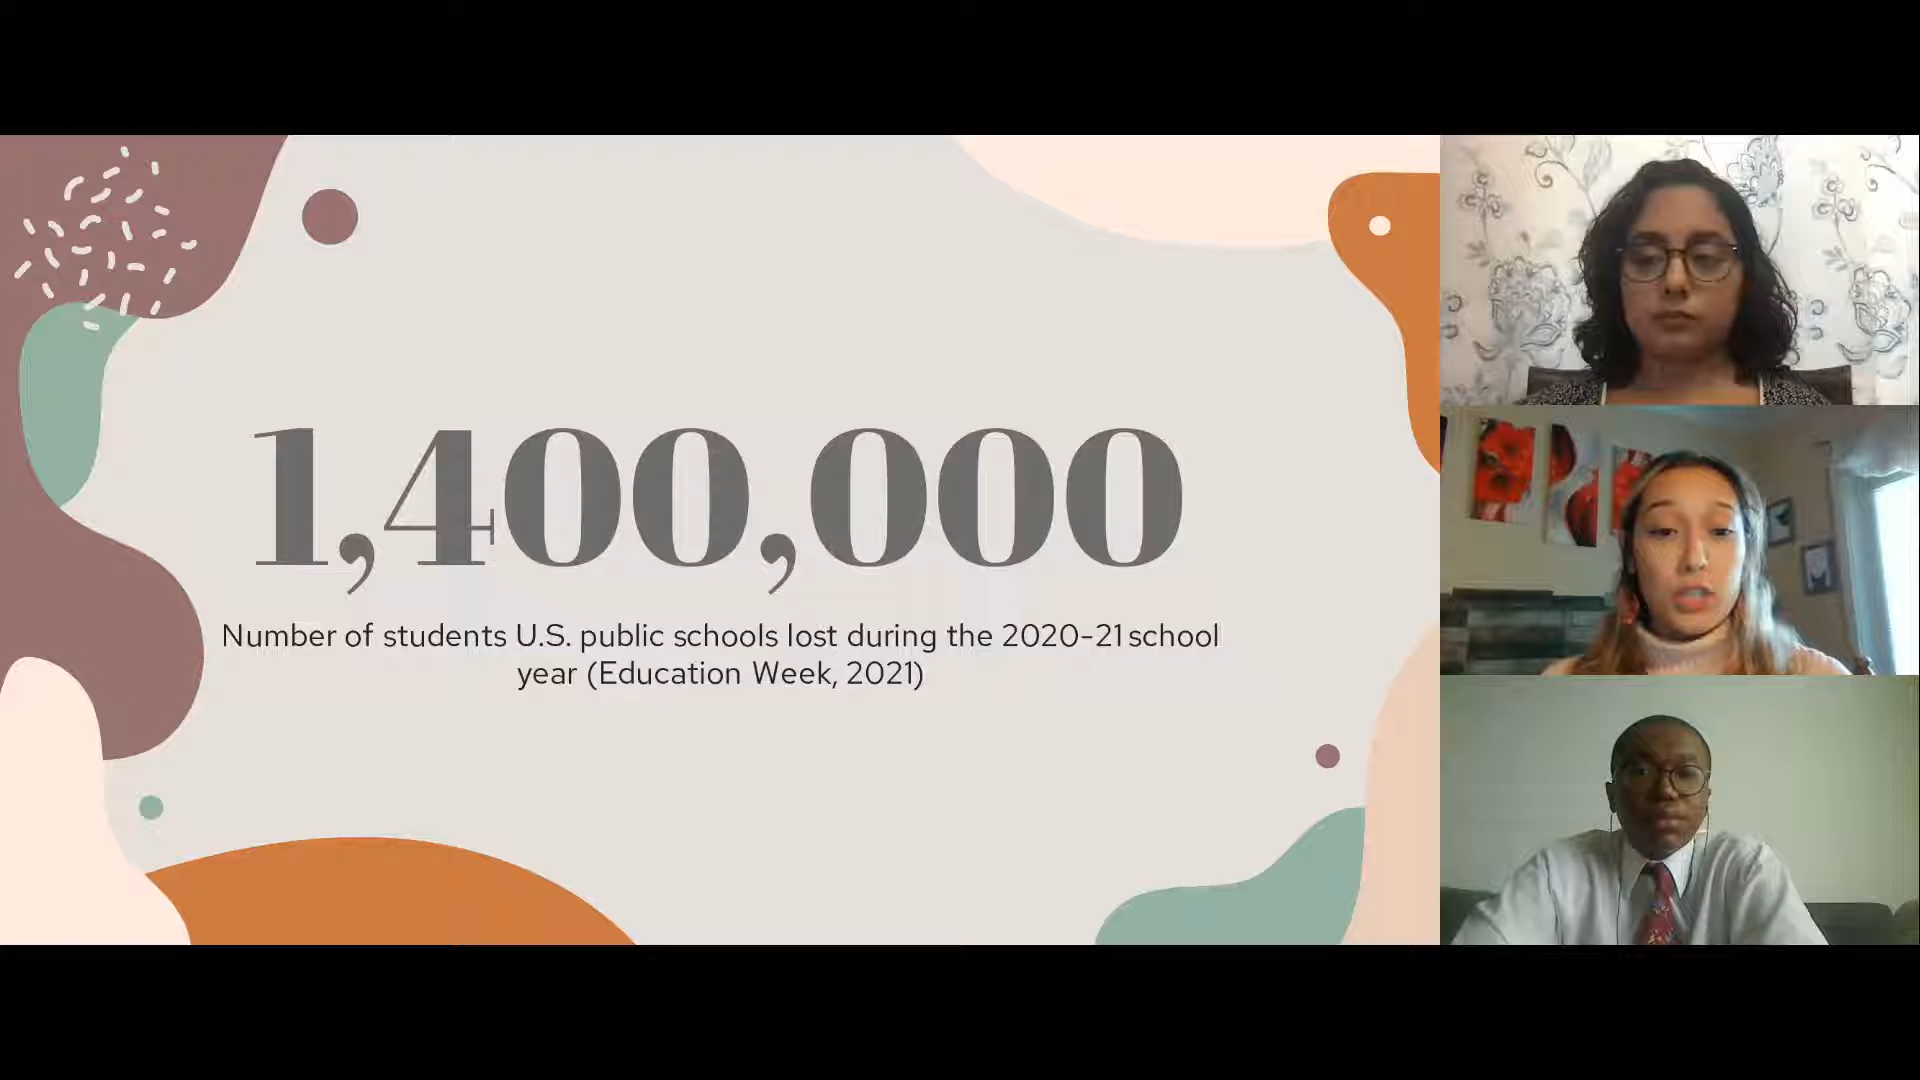 1,400,000
Number of students U.S. public schools lost during the 2020-21 school
year (Education Week, 2021)